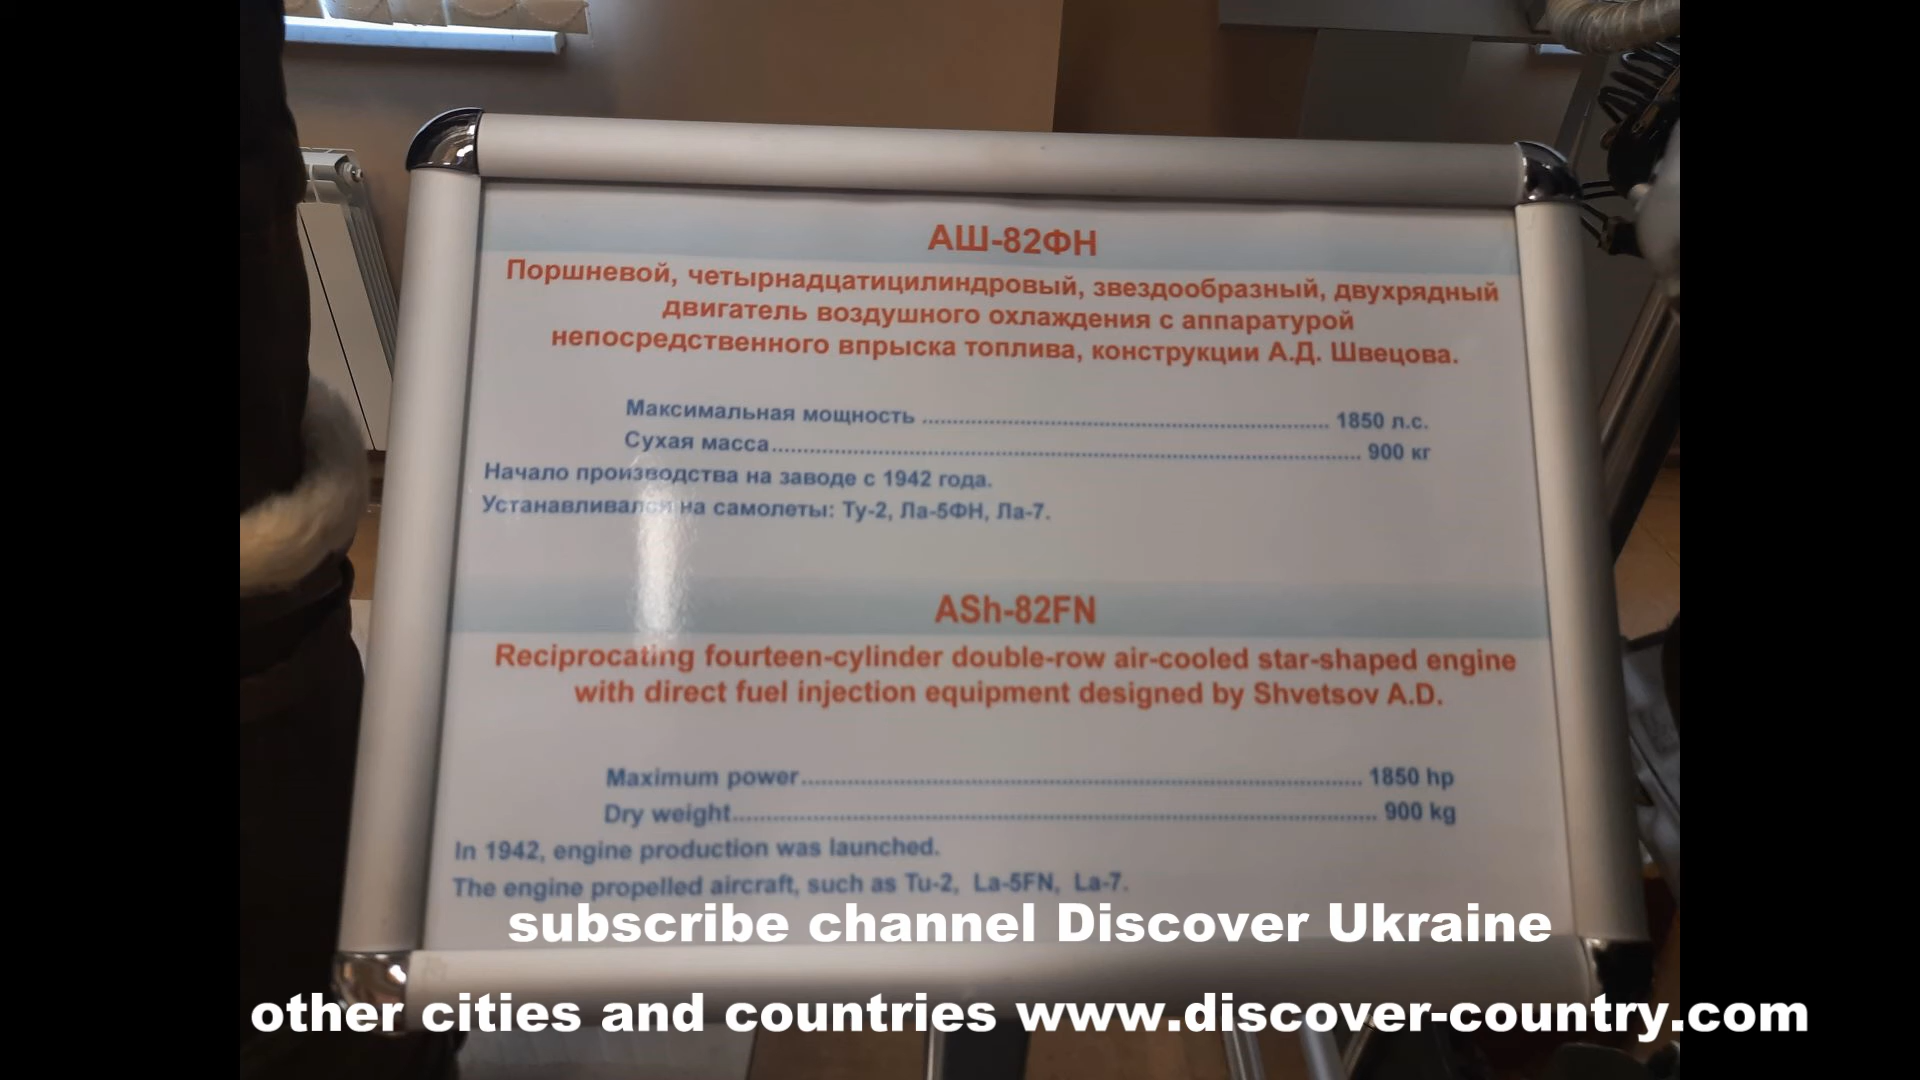 АШ-82ФН
Поршневой, четырнадцатицилиндровый, звездообразный, двухрядный
двигатель воздушного охлаждения с аппаратурой
непосредственного впрыска топлива, конструкции А.Д. Швецова.
Максимальная мощность ........................................ 1850 л.с.
Сухая масса ........................................ 900 кг
Начало производства на заводе с 1942 года.
Устанавливался на самолеты: Ту-2, Ла-5ФН, Ла-7.
ASh-82FN
Reciprocating fourteen-cylinder double-row air-cooled star-shaped engine
with direct fuel injection equipment designed by Shvetsov A.D.
Maximum power ........................................ 1850 hp
Dry weight ........................................ 900 kg
In 1942, engine production was launched.
The engine propelled aircraft, such as Tu-2, La-5FN, La-7.
subscribe channel Discover Ukraine
other cities and countries www.discover-country.com